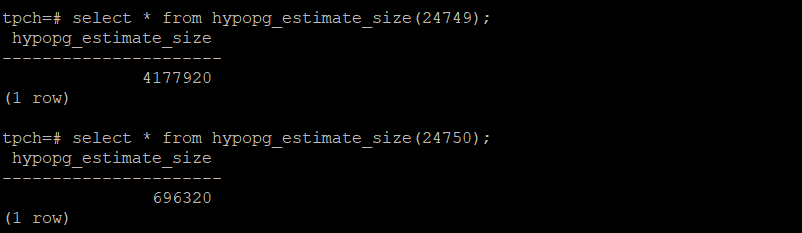 tpch=# select * from hypopg_estimate_size(24749);
 hypopg_estimate_size
----------------------
              4177920
(1 row)

tpch=# select * from hypopg_estimate_size(24750);
 hypopg_estimate_size
----------------------
               696320
(1 row)